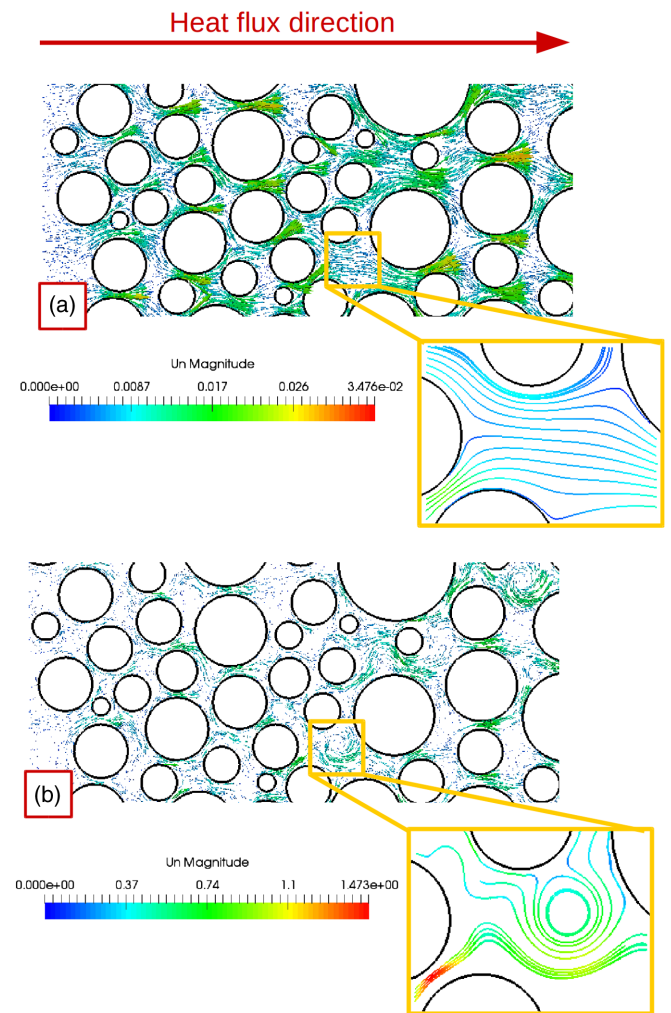 Heat flux direction
(a)
Un Magnitude
0.000e+00 0.0087 0.017 0.026 3.476e-02
(b)
Un Magnitude
0.000e+00 0.37 0.74 1.1 1.473e+00